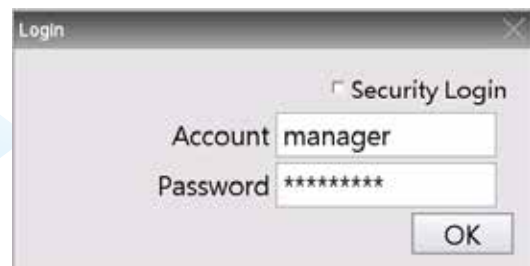 Login
Security Login
Account manager
Password *********
OK